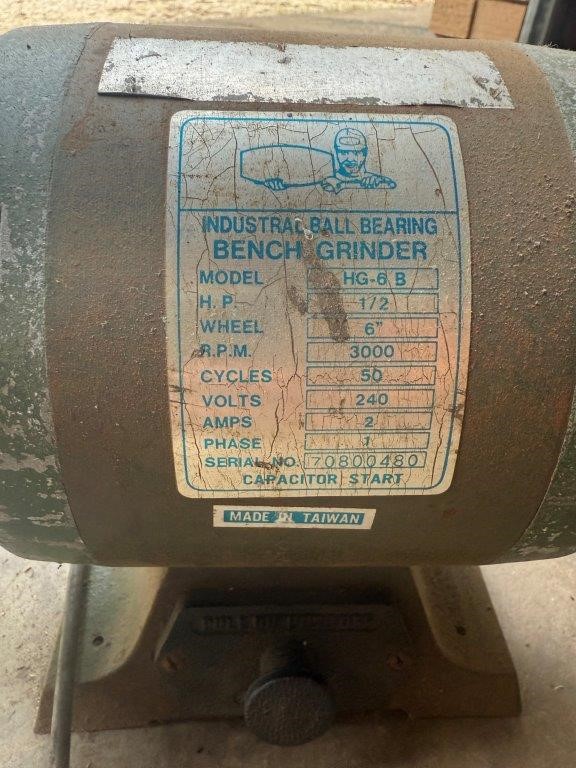 INDUSTRAL BALL BEARING
BENCH GRINDER
MODEL HG-6 B
H.P. 1/2
WHEEL 6"
R.P.M. 3000
CYCLES 50
VOLTS 240
AMPS 2
PHASE 1
SERIAL NO. 70800480
CAPACITOR START
MADE IN TAIWAN